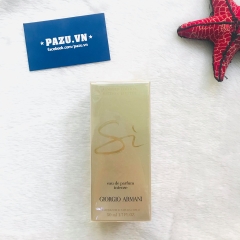 * PAZU.VN *
facebook.com/pazu.vn
Sì
eau de parfum
GIORGIO ARMANI